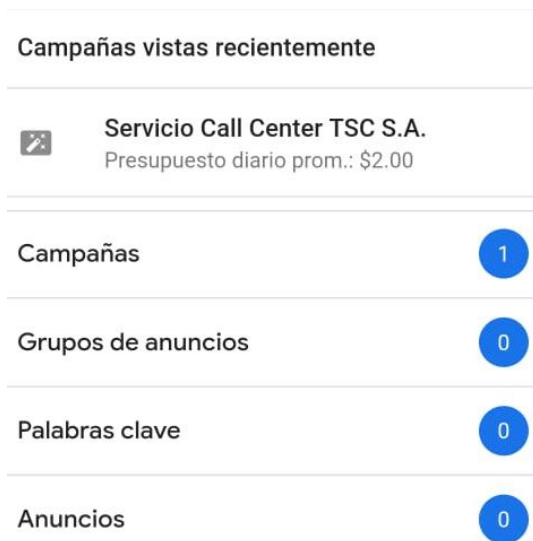 Campañas vistas recientemente
Servicio Call Center TSC S.A.
Presupuesto diario prom.: $2.00
Campañas
1
Grupos de anuncios
0
Palabras clave
0
Anuncios
0